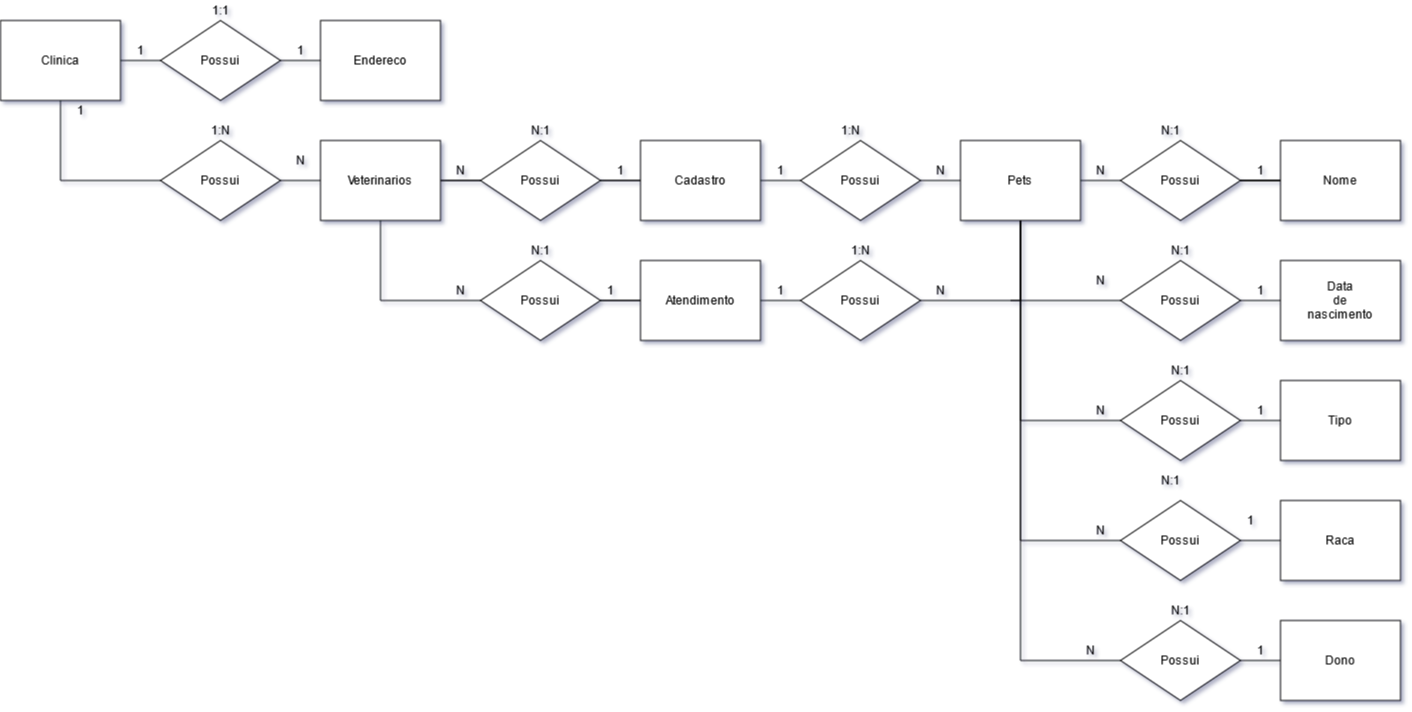 1:1
Clinica
1
Possui
1
Endereco
1
1:N
N:1
1:N
N:1
Possui
N
Veterinarios
N
Possui
1
Cadastro
1
Possui
N
Pets
N
Possui
1
Nome
N:1
1:N
N:1
N
Possui
1
Atendimento
1
Possui
N
N
Possui
1
Data
de
nascimento
N:1
N
Possui
1
Tipo
N:1
N
Possui
1
Raca
N:1
N
Possui
1
Dono